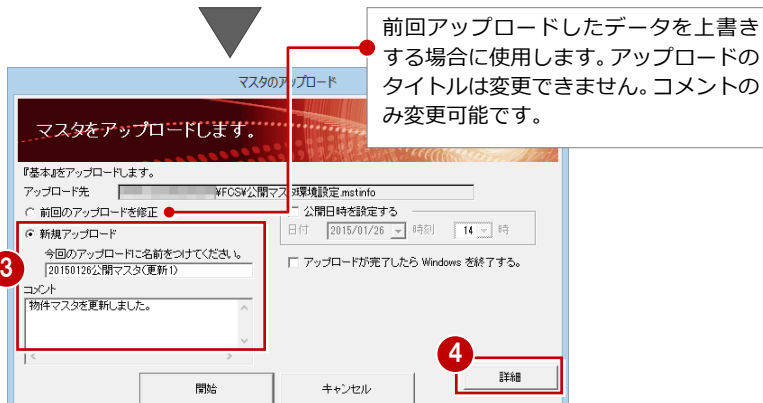 前回アップロードしたデータを上書き
する場合に使用します。アップロードの
タイトルは変更できません。コメントの
み変更可能です。
マスタのアップロード
マスタをアップロードします。
『基本』をアップロードします。
アップロード先 ¥FCS¥公開マスタ環境設定.mstinfo
前回のアップロードを修正
公開日時を設定する
日付 2015/01/26 時刻 14 時
新規アップロード
今回のアップロードに名前をつけてください。
20150126公開マスタ(更新1)
アップロードが完了したら Windows を終了する。
3
コメント
物件マスタを更新しました。
4
詳細
開始
キャンセル